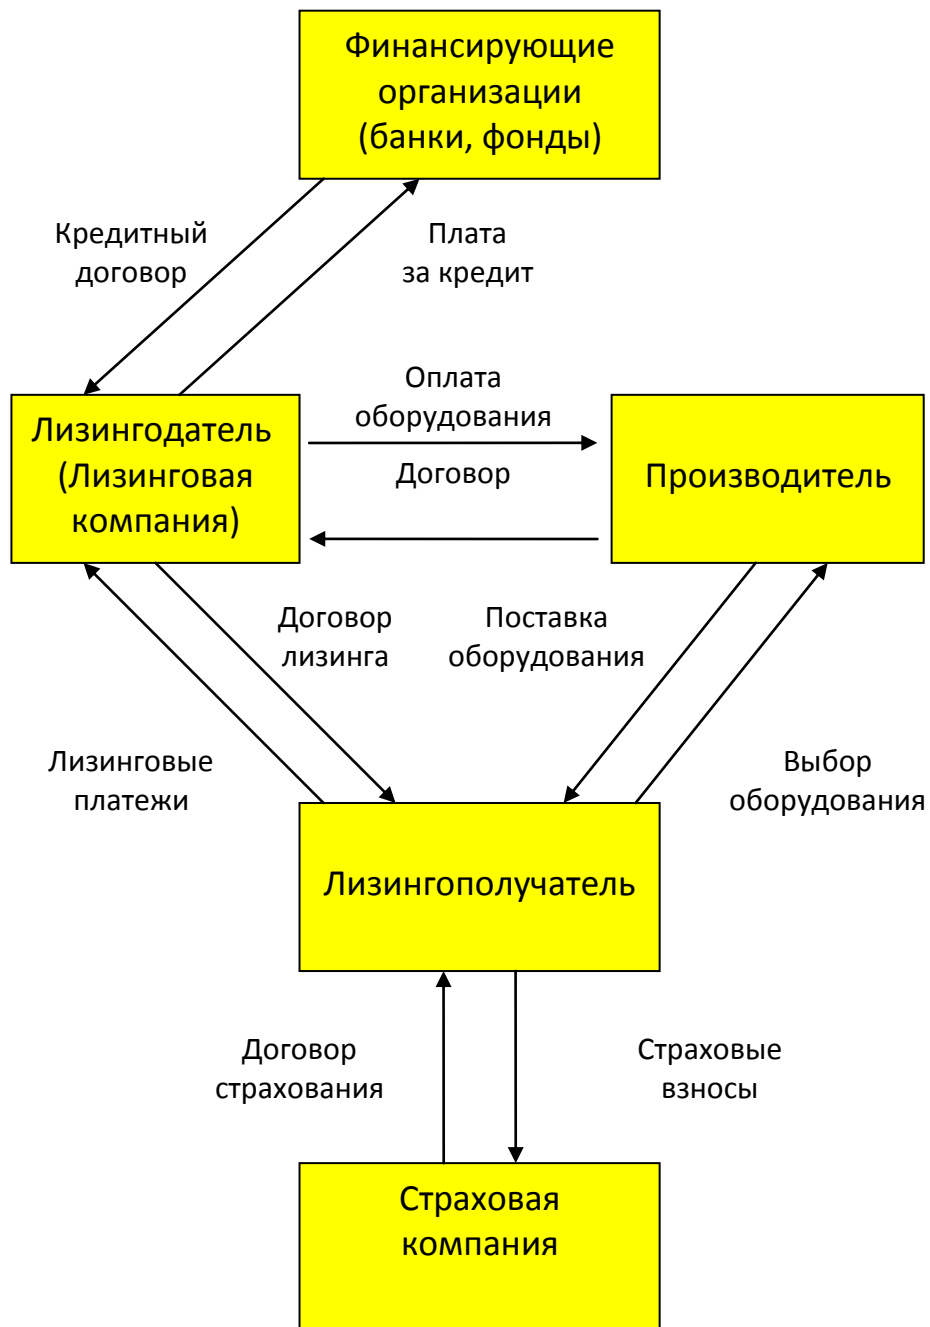 Финансирующие
организации
(банки, фонды)
Кредитный
договор
Плата
за кредит
Оплата
оборудования
Лизингодатель
(Лизинговая
компания)
Договор
Производитель
Договор
лизинга
Поставка
оборудования
Лизинговые
платежи
Выбор
оборудования
Лизингополучатель
Договор
страхования
Страховые
взносы
Страховая
компания